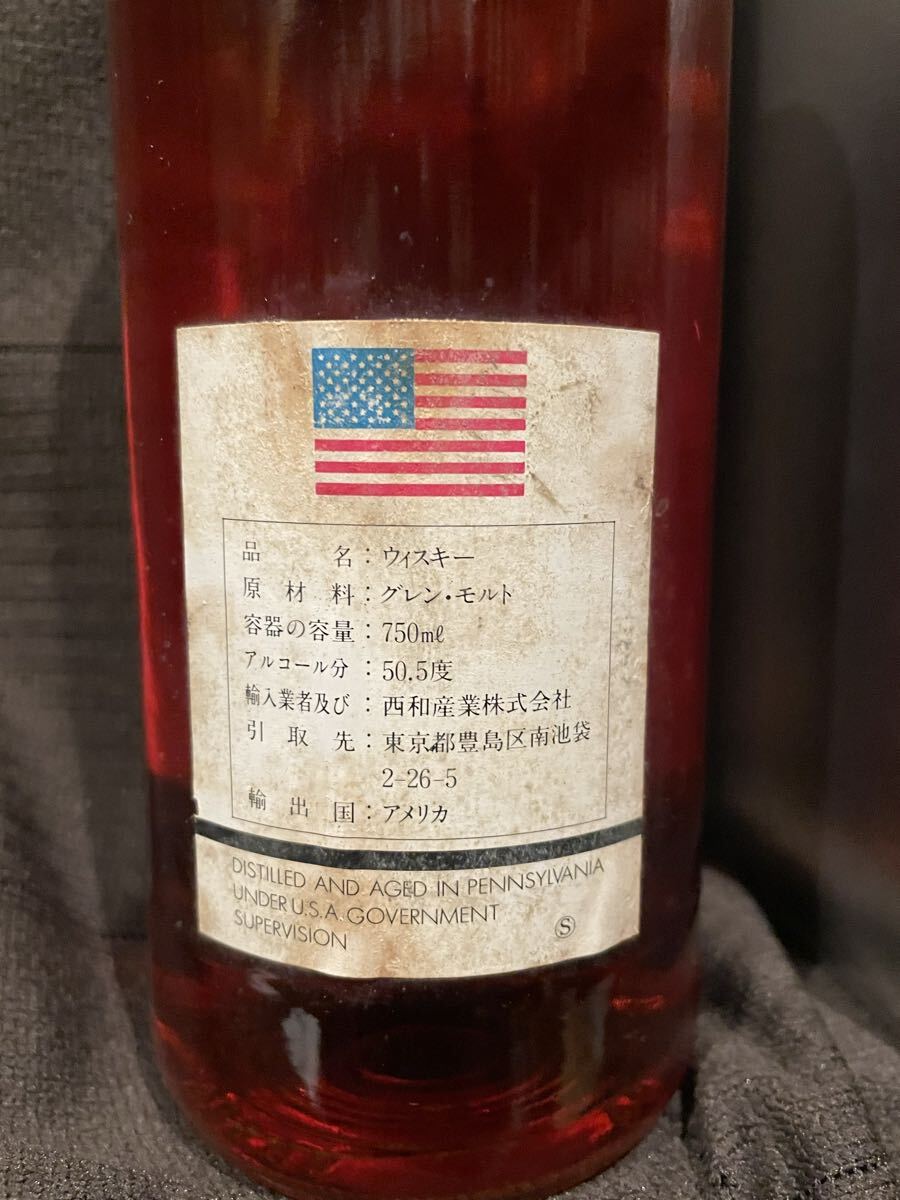 品名：ウィスキー
原材料：グレン・モルト
容器の容量：750mℓ
アルコール分：50.5度
輸入業者及び：西和産業株式会社
引取先：東京都豊島区南池袋
2-26-5
輸出国：アメリカ
DISTILLED AND AGED IN PENNSYLVANIA
UNDER U.S.A. GOVERNMENT
SUPERVISION
Ⓢ